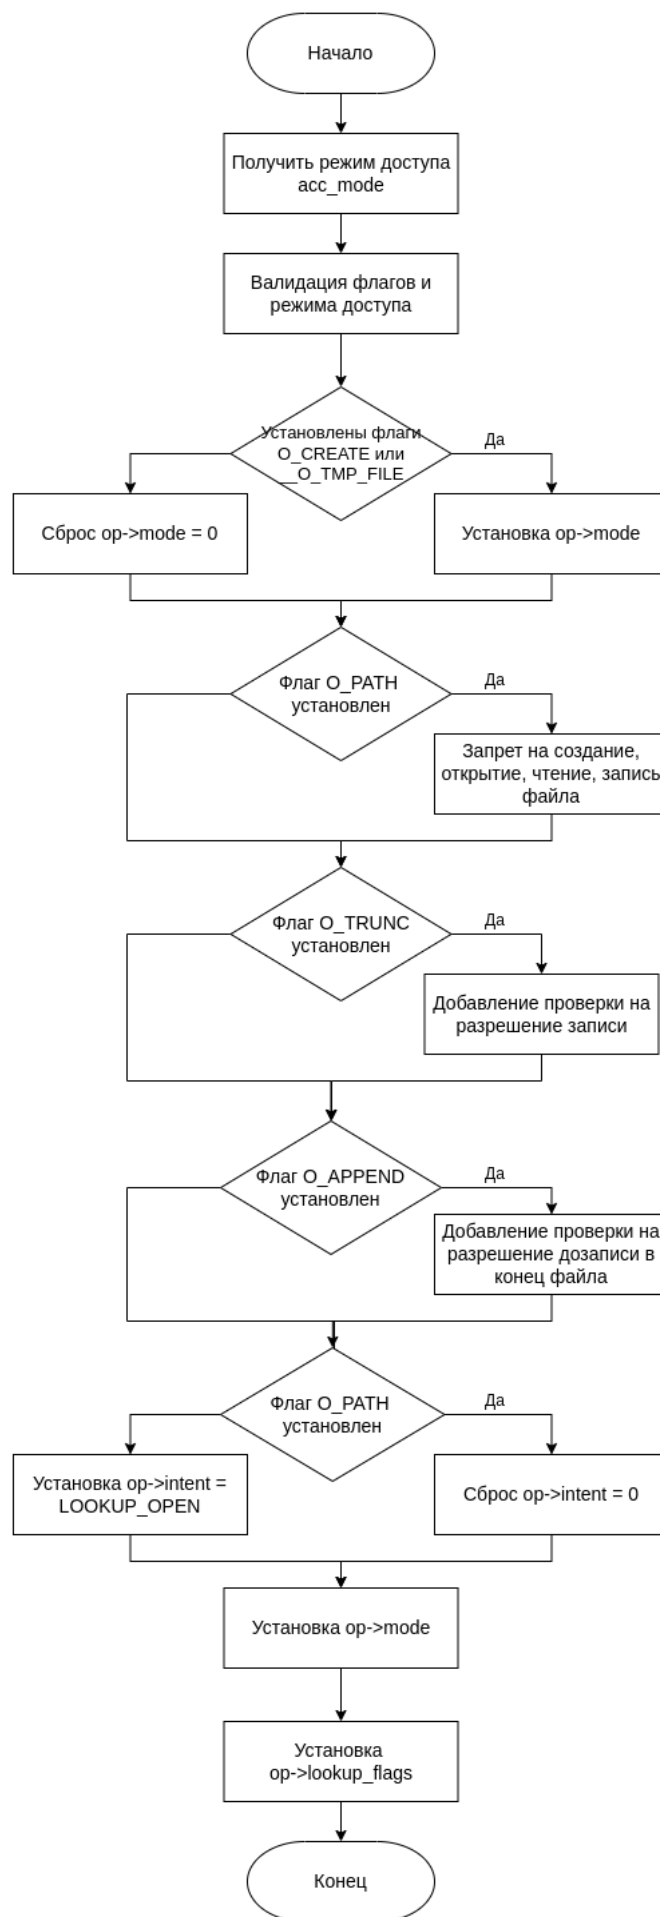 Начало
Получить режим доступа
acc_mode
Валидация флагов и
режима доступа
Установлены флаги
O_CREATE или
__O_TMP_FILE
Да
Сброс op->mode = 0
Установка op->mode
Флаг O_PATH
установлен
Да
Запрет на создание,
открытие, чтение, запись
файла
Флаг O_TRUNC
установлен
Да
Добавление проверки на
разрешение записи
Флаг O_APPEND
установлен
Да
Добавление проверки на
разрешение дозаписи в
конец файла
Флаг O_PATH
установлен
Да
Установка op->intent =
LOOKUP_OPEN
Сброс op->intent = 0
Установка op->mode
Установка
op->lookup_flags
Конец